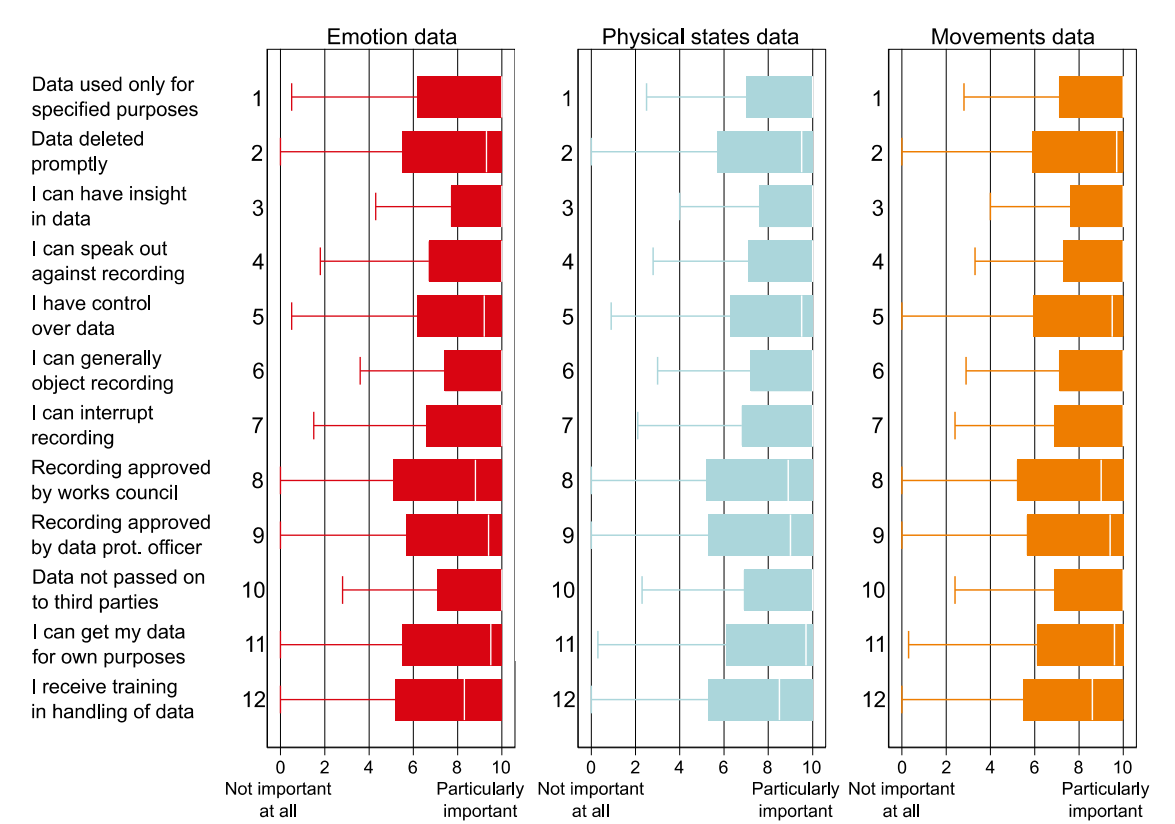 Emotion data
Physical states data
Movements data
Data used only for
specified purposes
1
1
1
Data deleted
promptly
2
2
2
I can have insight
in data
3
3
3
I can speak out
against recording
4
4
4
I have control
over data
5
5
5
I can generally
object recording
6
6
6
I can interrupt
recording
7
7
7
Recording approved
by works council
8
8
8
Recording approved
by data prot. officer
9
9
9
Data not passed on
to third parties
10
10
10
I can get my data
for own purposes
11
11
11
I receive training
in handling of data
12
12
12
0 2 4 6 8 10
0 2 4 6 8 10
0 2 4 6 8 10
Not important
at all
Particularly
important
Not important
at all
Particularly
important
Not important
at all
Particularly
important